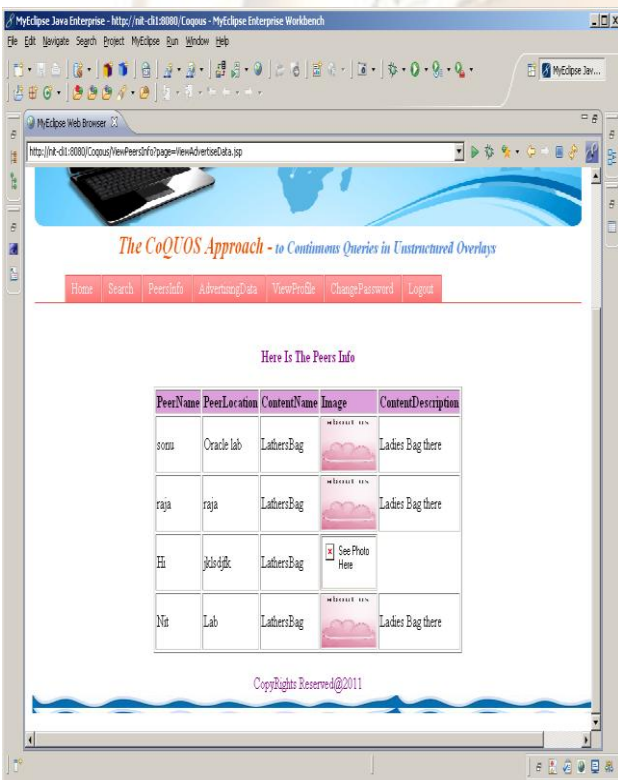 MyEclipse Java Enterprise - http://nit-cli1:8080/Coqous - MyEclipse Enterprise Workbench
File Edit Navigate Search Project MyEclipse Run Window Help
MyEclipse Jav...
MyEclipse Web Browser
http://nit-cli1:8080/Coqous/ViewPeersInfo?page=ViewAdvertiseData.jsp
The CoQUOS Approach - to Continuous Queries in Unstructured Overlays
Home Search PeersInfo AdvertisingData ViewProfile ChangePassword Logout
Here Is The Peers Info
PeerName PeerLocation ContentName Image ContentDescription
about us
sonu Oracle lab LathersBag Ladies Bag there
about us
raja raja LathersBag Ladies Bag there
Hi jklsdjfk LathersBag See Photo Here
about us
Nit Lab LathersBag Ladies Bag there
CopyRights Reserved@2011